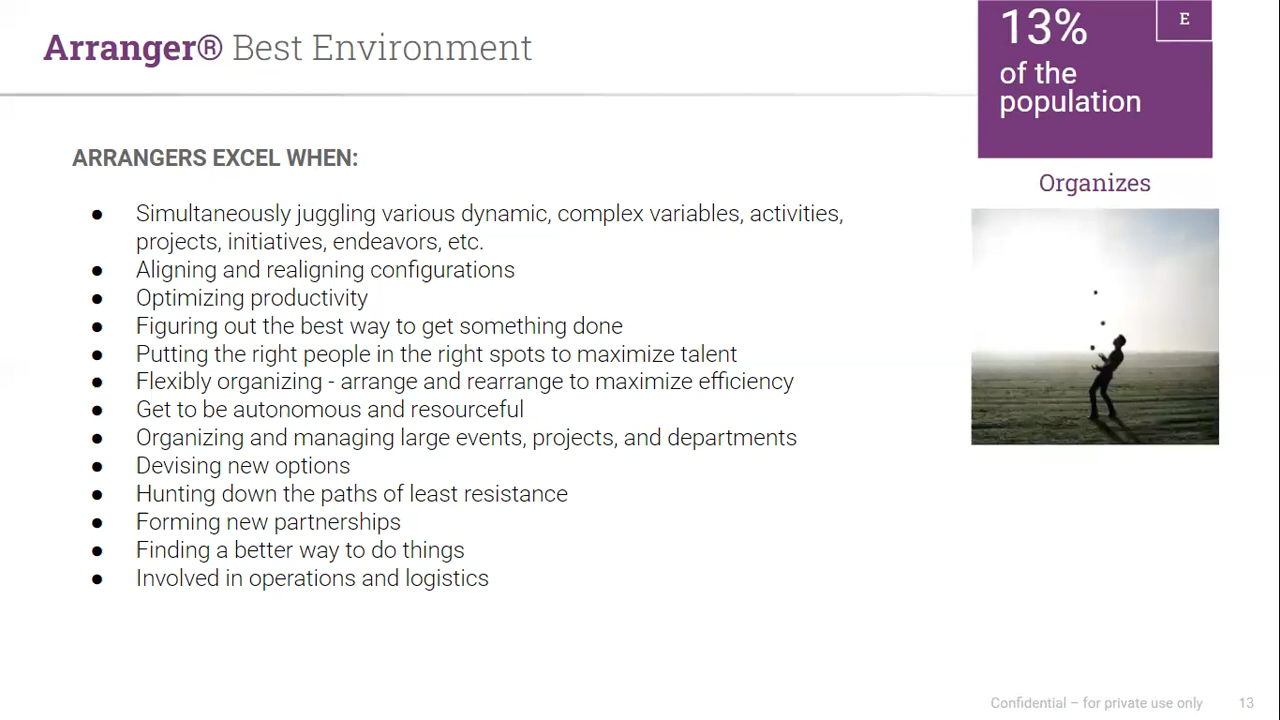 Arranger® Best Environment
13%
E
of the
population
Organizes
ARRANGERS EXCEL WHEN:
● Simultaneously juggling various dynamic, complex variables, activities,
projects, initiatives, endeavors, etc.
● Aligning and realigning configurations
● Optimizing productivity
● Figuring out the best way to get something done
● Putting the right people in the right spots to maximize talent
● Flexibly organizing - arrange and rearrange to maximize efficiency
● Get to be autonomous and resourceful
● Organizing and managing large events, projects, and departments
● Devising new options
● Hunting down the paths of least resistance
● Forming new partnerships
● Finding a better way to do things
● Involved in operations and logistics
Confidential – for private use only 13